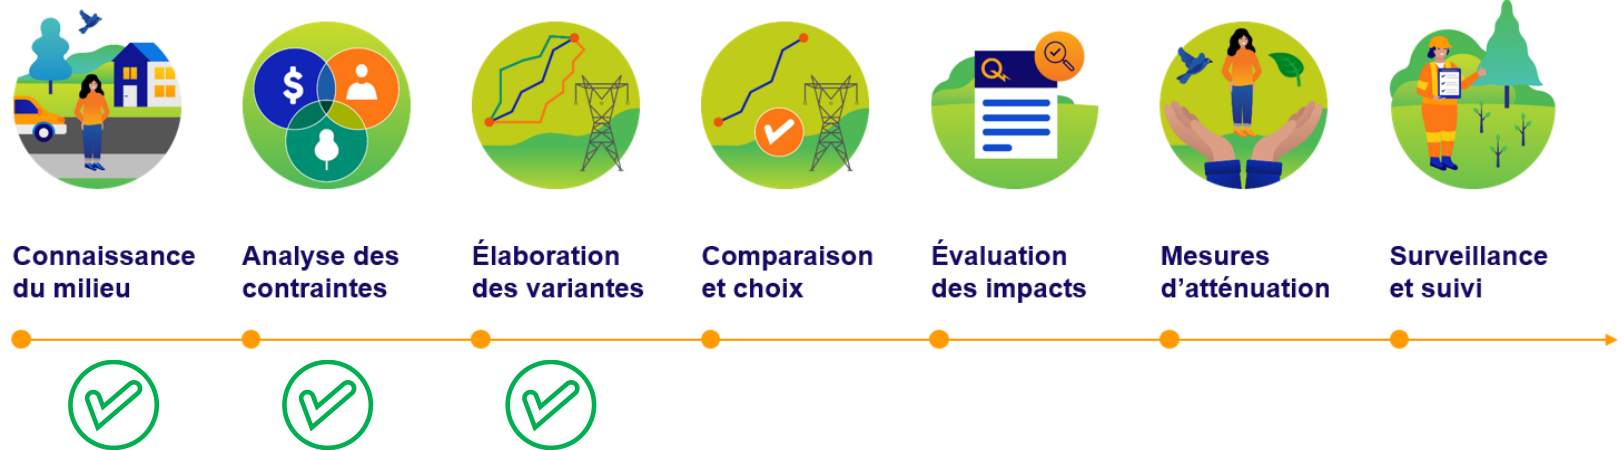 $
Q
Connaissance
du milieu
Analyse des
contraintes
Élaboration
des variantes
Comparaison
et choix
Évaluation
des impacts
Mesures
d'atténuation
Surveillance
et suivi